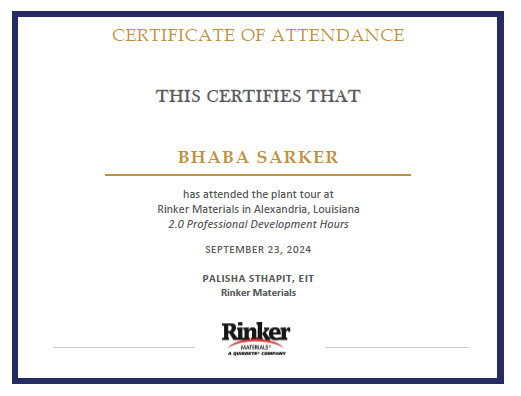 CERTIFICATE OF ATTENDANCE
THIS CERTIFIES THAT
BHABA SARKER
has attended the plant tour at
Rinker Materials in Alexandria, Louisiana
2.0 Professional Development Hours
SEPTEMBER 23, 2024
PALISHA STHAPIT, EIT
Rinker Materials
Rinker
MATERIALS®
A QUIKRETE® COMPANY